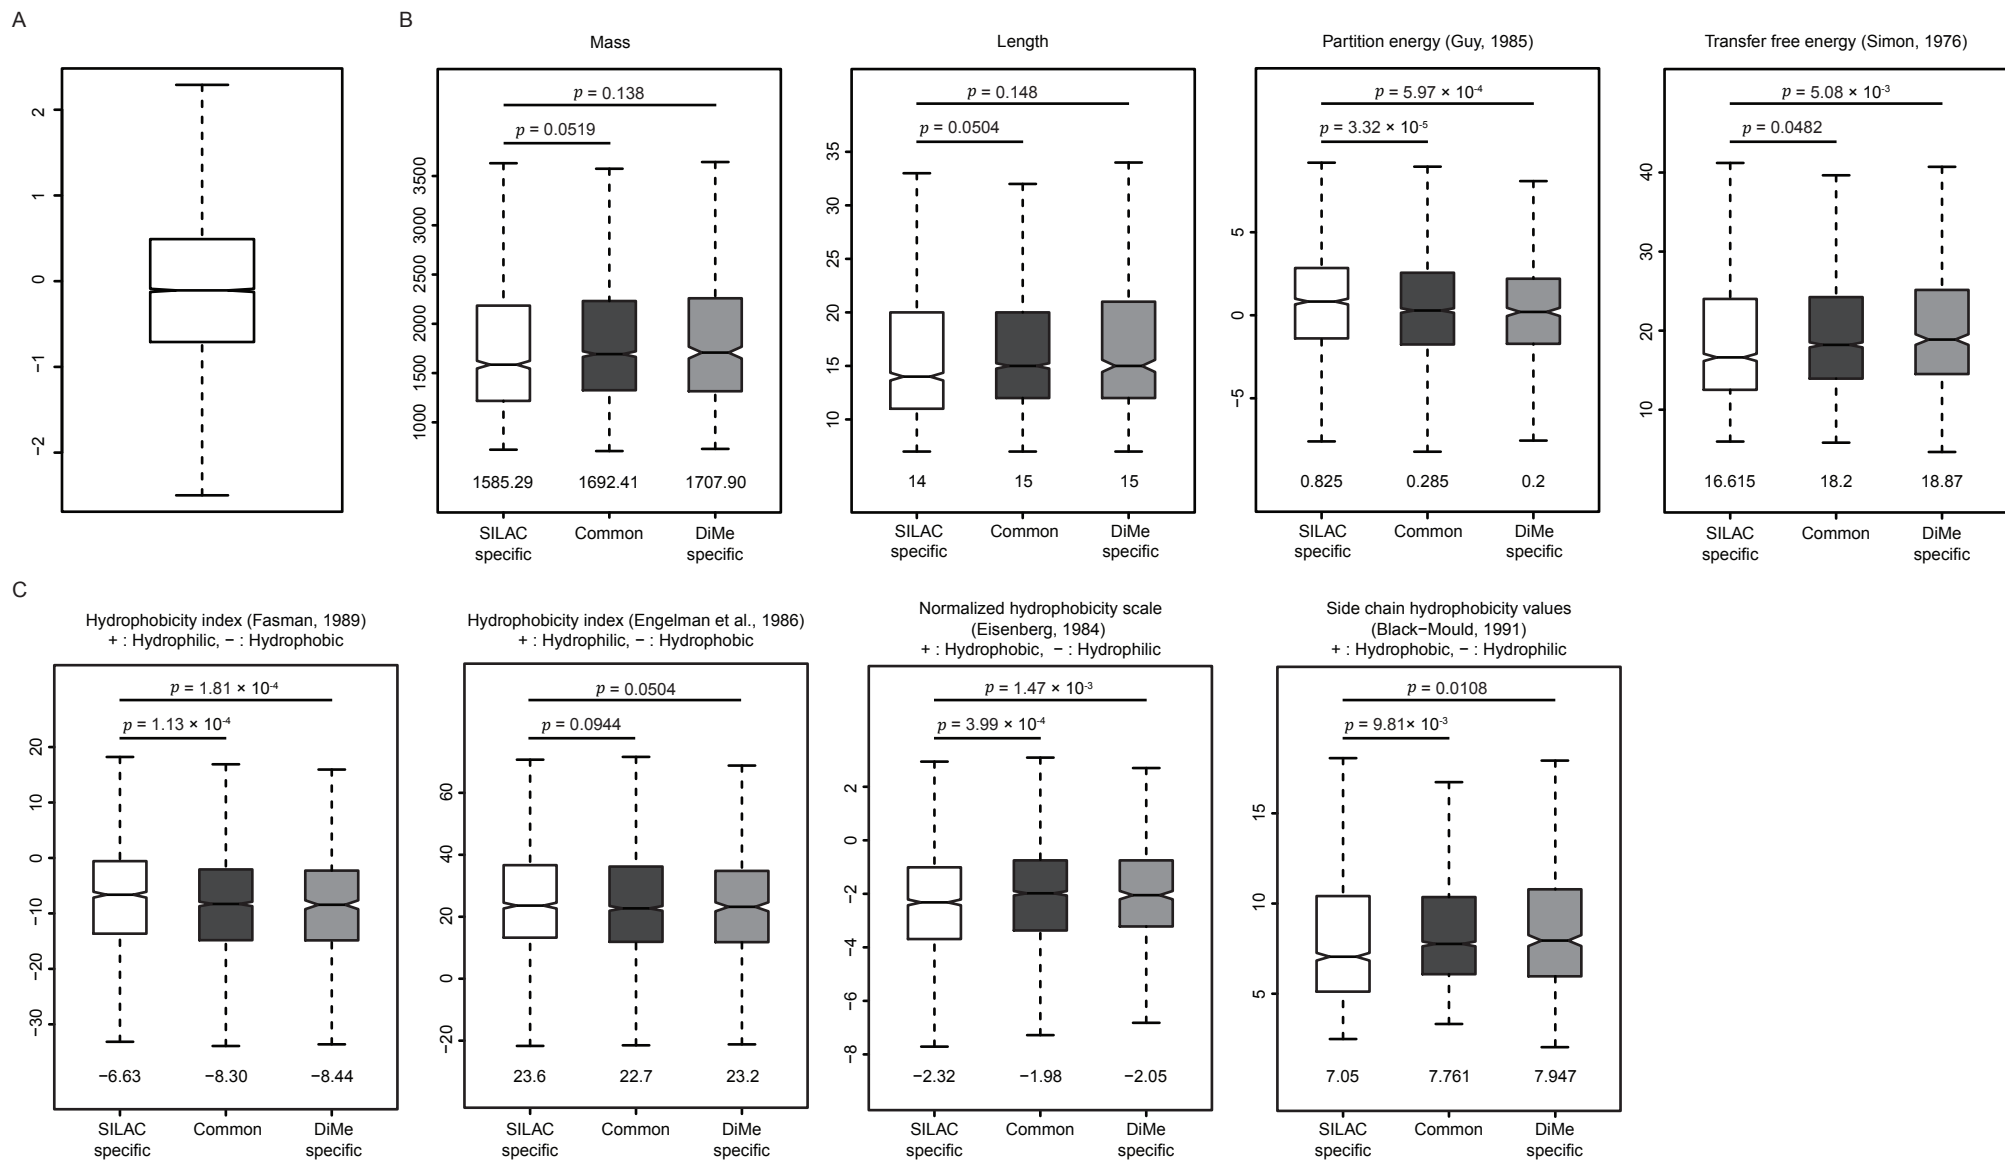 A
2
1
0
−1
−2
B
Mass
p = 0.138
p = 0.0519
3500
3000
2500
2000
1500
1000
1585.29 1692.41 1707.90
SILAC specific
Common
DiMe specific
Length
p = 0.148
p = 0.0504
35
30
25
20
15
10
14 15 15
SILAC specific
Common
DiMe specific
Partition energy (Guy, 1985)
p = 5.97 × 10-4
p = 3.32 × 10-5
5
0
−5
0.825 0.285 0.2
SILAC specific
Common
DiMe specific
Transfer free energy (Simon, 1976)
p = 5.08 × 10-3
p = 0.0482
40
30
20
10
16.615 18.2 18.87
SILAC specific
Common
DiMe specific
C
Hydrophobicity index (Fasman, 1989)
+ : Hydrophilic, − : Hydrophobic
p = 1.81 × 10-4
p = 1.13 × 10-4
20
10
0
−10
−20
−30
−6.63 −8.30 −8.44
SILAC specific
Common
DiMe specific
Hydrophobicity index (Engelman et al., 1986)
+ : Hydrophilic, − : Hydrophobic
p = 0.0504
p = 0.0944
60
40
20
0
−20
23.6 22.7 23.2
SILAC specific
Common
DiMe specific
Normalized hydrophobicity scale
(Eisenberg, 1984)
+ : Hydrophobic, − : Hydrophilic
p = 1.47 × 10-3
p = 3.99 × 10-4
2
0
−2
−4
−6
−8
−2.32 −1.98 −2.05
SILAC specific
Common
DiMe specific
Side chain hydrophobicity values
(Black−Mould, 1991)
+ : Hydrophobic, − : Hydrophilic
p = 0.0108
p = 9.81× 10-3
15
10
5
7.05 7.761 7.947
SILAC specific
Common
DiMe specific